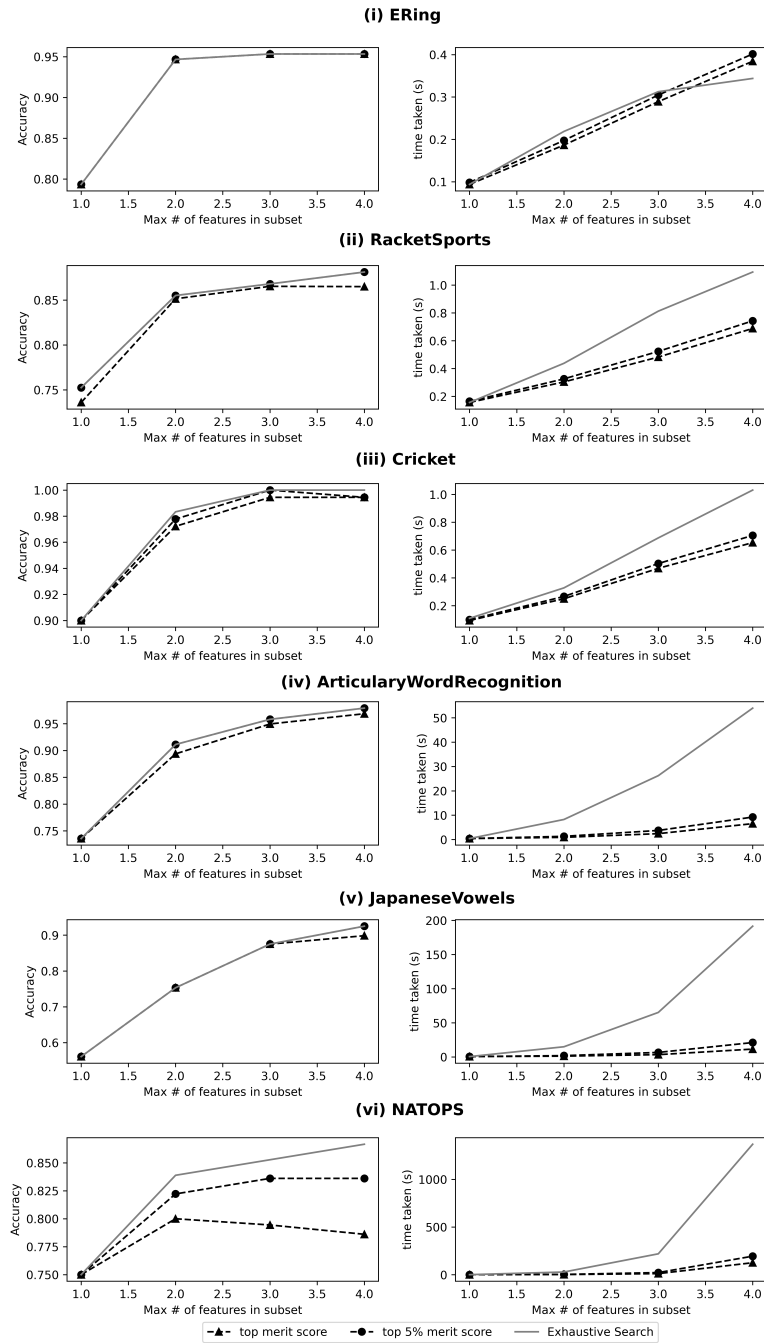 (i) ERing
0.95
0.90
0.85
0.80
Accuracy
1.0 1.5 2.0 2.5 3.0 3.5 4.0
Max # of features in subset
0.4
0.3
0.2
0.1
time taken (s)
1.0 1.5 2.0 2.5 3.0 3.5 4.0
Max # of features in subset
(ii) RacketSports
0.85
0.80
0.75
Accuracy
1.0 1.5 2.0 2.5 3.0 3.5 4.0
Max # of features in subset
1.0
0.8
0.6
0.4
0.2
time taken (s)
1.0 1.5 2.0 2.5 3.0 3.5 4.0
Max # of features in subset
(iii) Cricket
1.00
0.98
0.96
0.94
0.92
0.90
Accuracy
1.0 1.5 2.0 2.5 3.0 3.5 4.0
Max # of features in subset
1.0
0.8
0.6
0.4
0.2
time taken (s)
1.0 1.5 2.0 2.5 3.0 3.5 4.0
Max # of features in subset
(iv) ArticularyWordRecognition
0.95
0.90
0.85
0.80
0.75
Accuracy
1.0 1.5 2.0 2.5 3.0 3.5 4.0
Max # of features in subset
50
40
30
20
10
0
time taken (s)
1.0 1.5 2.0 2.5 3.0 3.5 4.0
Max # of features in subset
(v) JapaneseVowels
0.9
0.8
0.7
0.6
Accuracy
1.0 1.5 2.0 2.5 3.0 3.5 4.0
Max # of features in subset
200
150
100
50
0
time taken (s)
1.0 1.5 2.0 2.5 3.0 3.5 4.0
Max # of features in subset
(vi) NATOPS
0.850
0.825
0.800
0.775
0.750
Accuracy
1.0 1.5 2.0 2.5 3.0 3.5 4.0
Max # of features in subset
1000
500
0
time taken (s)
1.0 1.5 2.0 2.5 3.0 3.5 4.0
Max # of features in subset
top merit score top 5% merit score Exhaustive Search